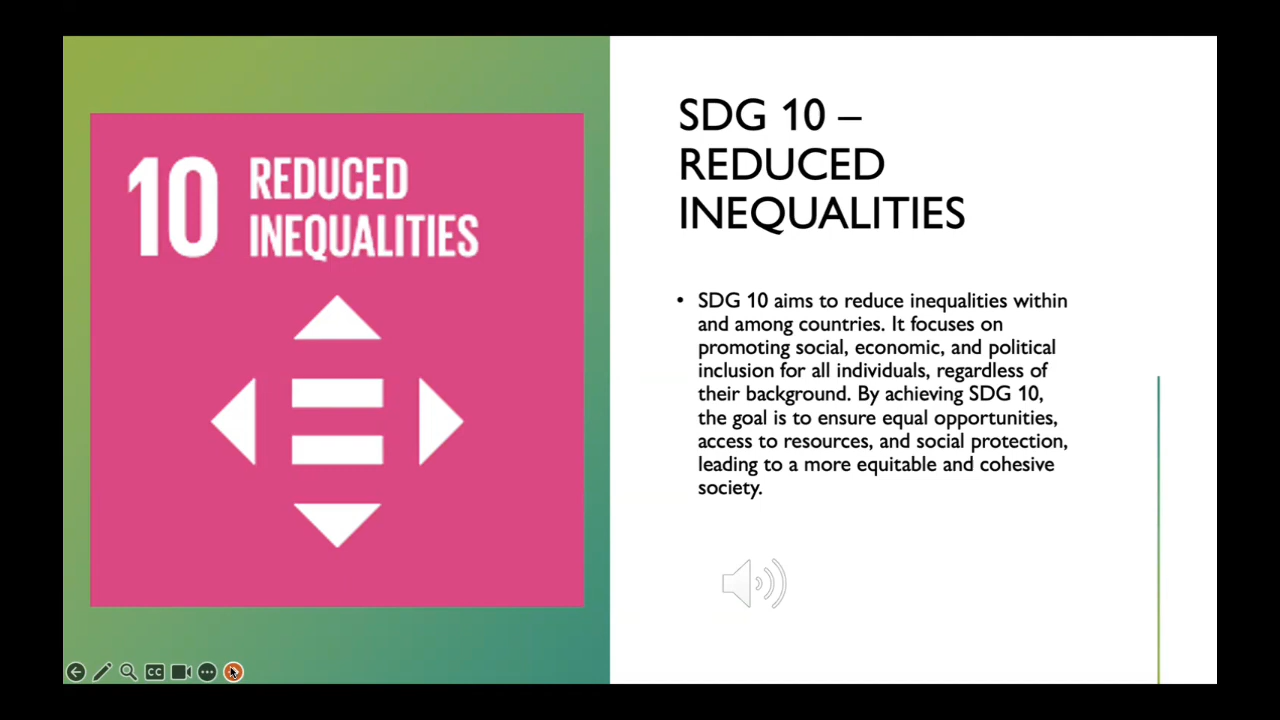 10 REDUCED
INEQUALITIES
SDG 10 –
REDUCED
INEQUALITIES
• SDG 10 aims to reduce inequalities within
and among countries. It focuses on
promoting social, economic, and political
inclusion for all individuals, regardless of
their background. By achieving SDG 10,
the goal is to ensure equal opportunities,
access to resources, and social protection,
leading to a more equitable and cohesive
society.
CC